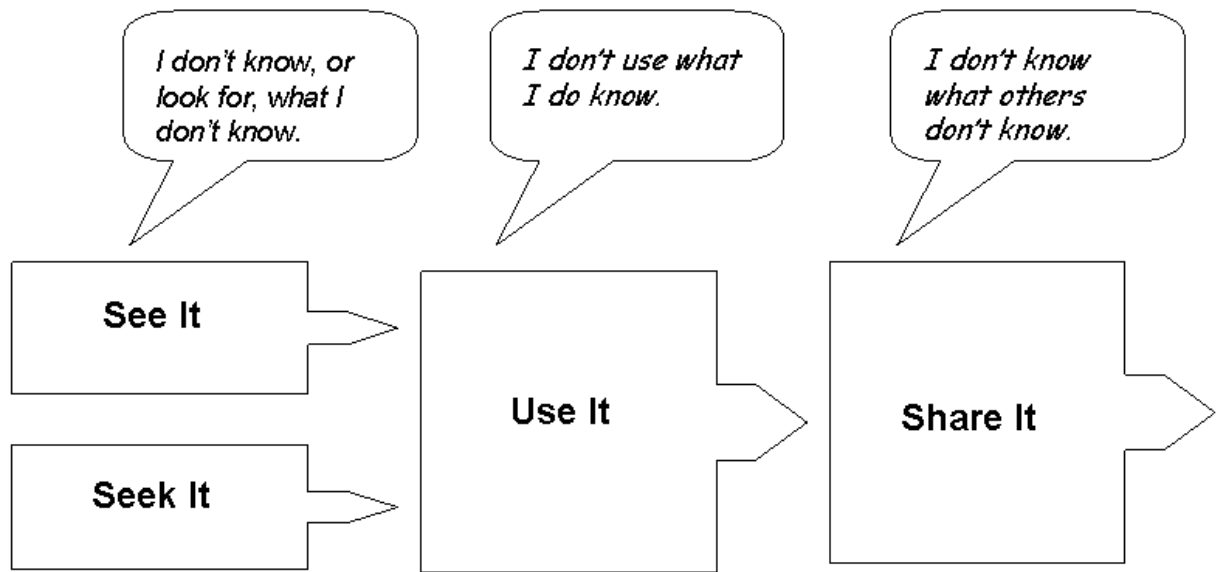 I don't know, or
look for, what I
don't know.
I don't use what
I do know.
I don't know
what others
don't know.
See It
Seek It
Use It
Share It